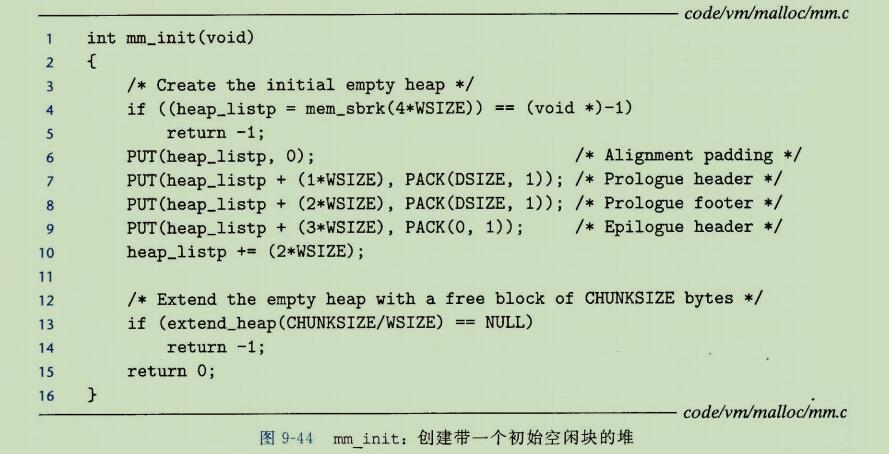 code/vm/malloc/mm.c
1 int mm_init(void)
2 {
3     /* Create the initial empty heap */
4     if ((heap_listp = mem_sbrk(4*WSIZE)) == (void *)-1)
5         return -1;
6     PUT(heap_listp, 0);                          /* Alignment padding */
7     PUT(heap_listp + (1*WSIZE), PACK(DSIZE, 1)); /* Prologue header */
8     PUT(heap_listp + (2*WSIZE), PACK(DSIZE, 1)); /* Prologue footer */
9     PUT(heap_listp + (3*WSIZE), PACK(0, 1));     /* Epilogue header */
10     heap_listp += (2*WSIZE);
11
12     /* Extend the empty heap with a free block of CHUNKSIZE bytes */
13     if (extend_heap(CHUNKSIZE/WSIZE) == NULL)
14         return -1;
15     return 0;
16 }
code/vm/malloc/mm.c
图 9-44 mm_init：创建带一个初始空闲块的堆